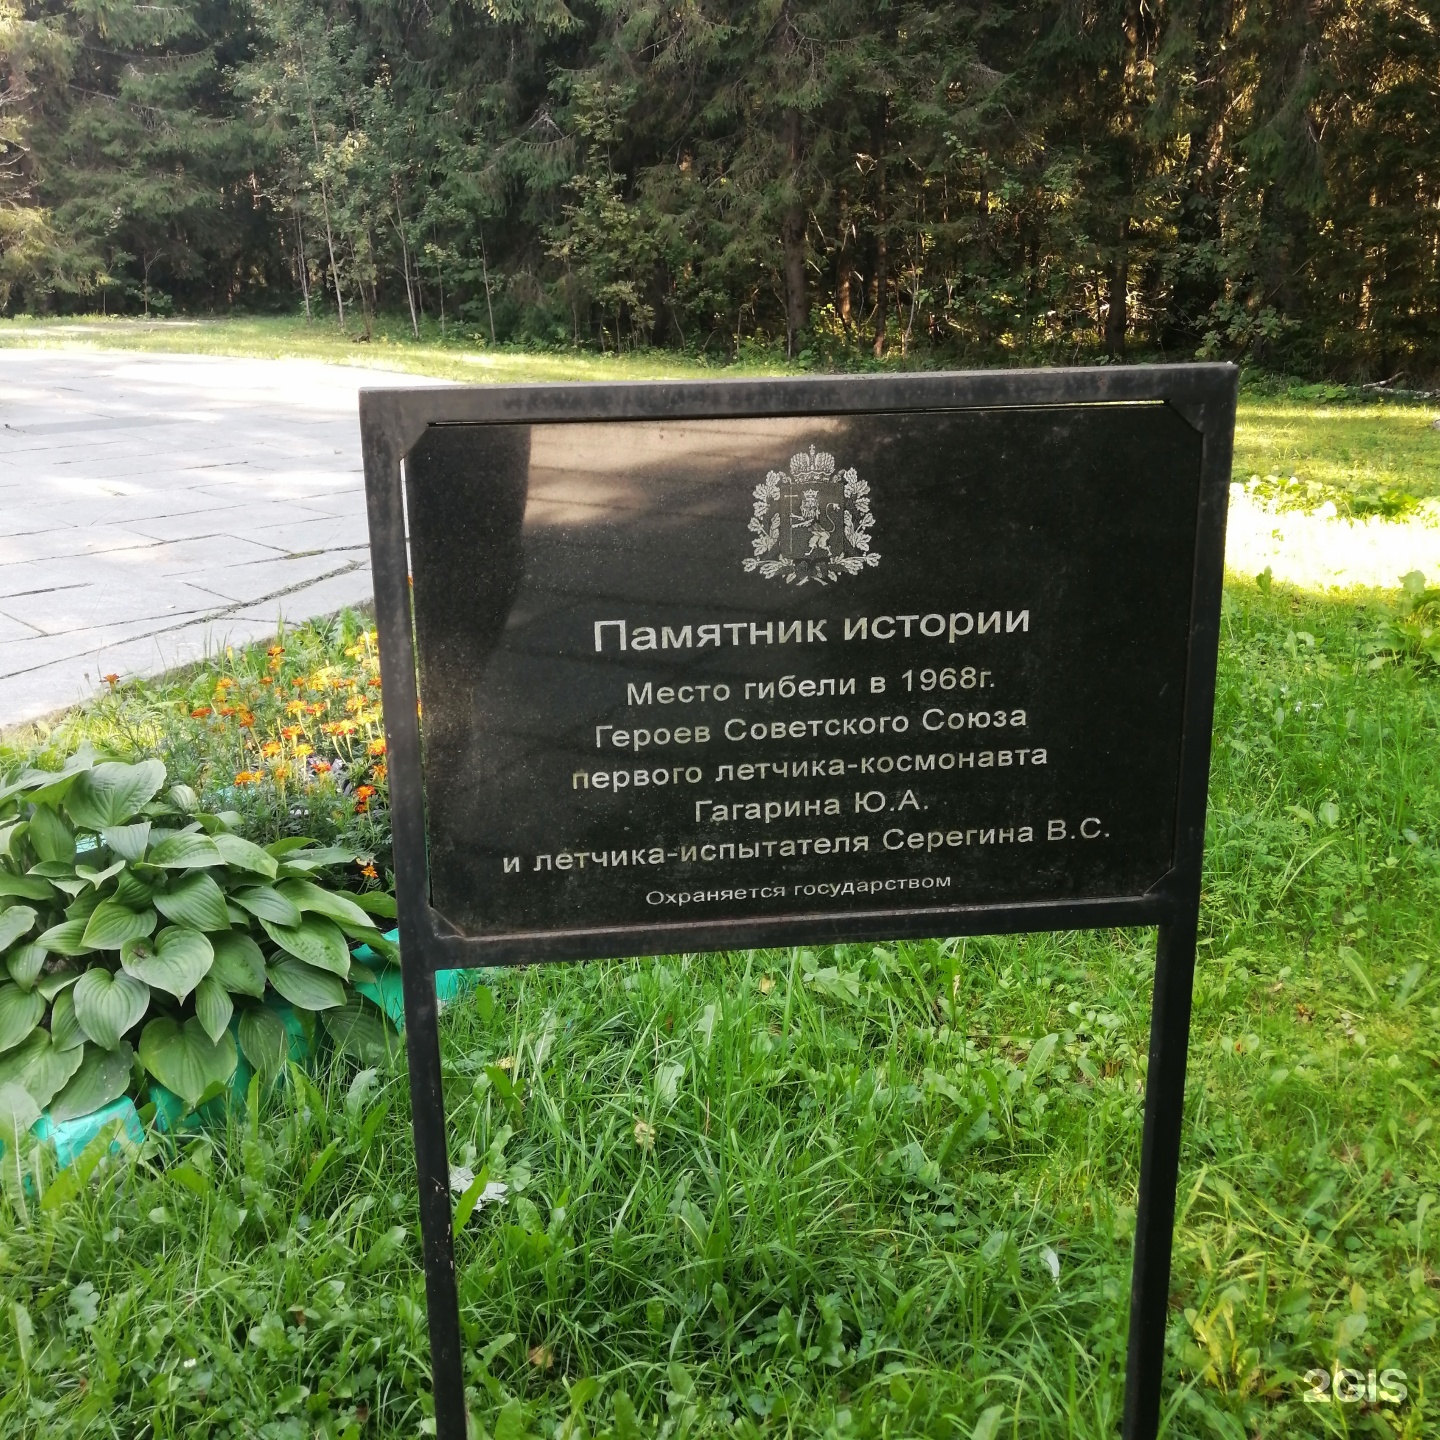 Памятник истории
Место гибели в 1968г.
Героев Советского Союза
первого летчика-космонавта
Гагарина Ю.А.
и летчика-испытателя Серегина В.С.
Охраняется государством
2GIS